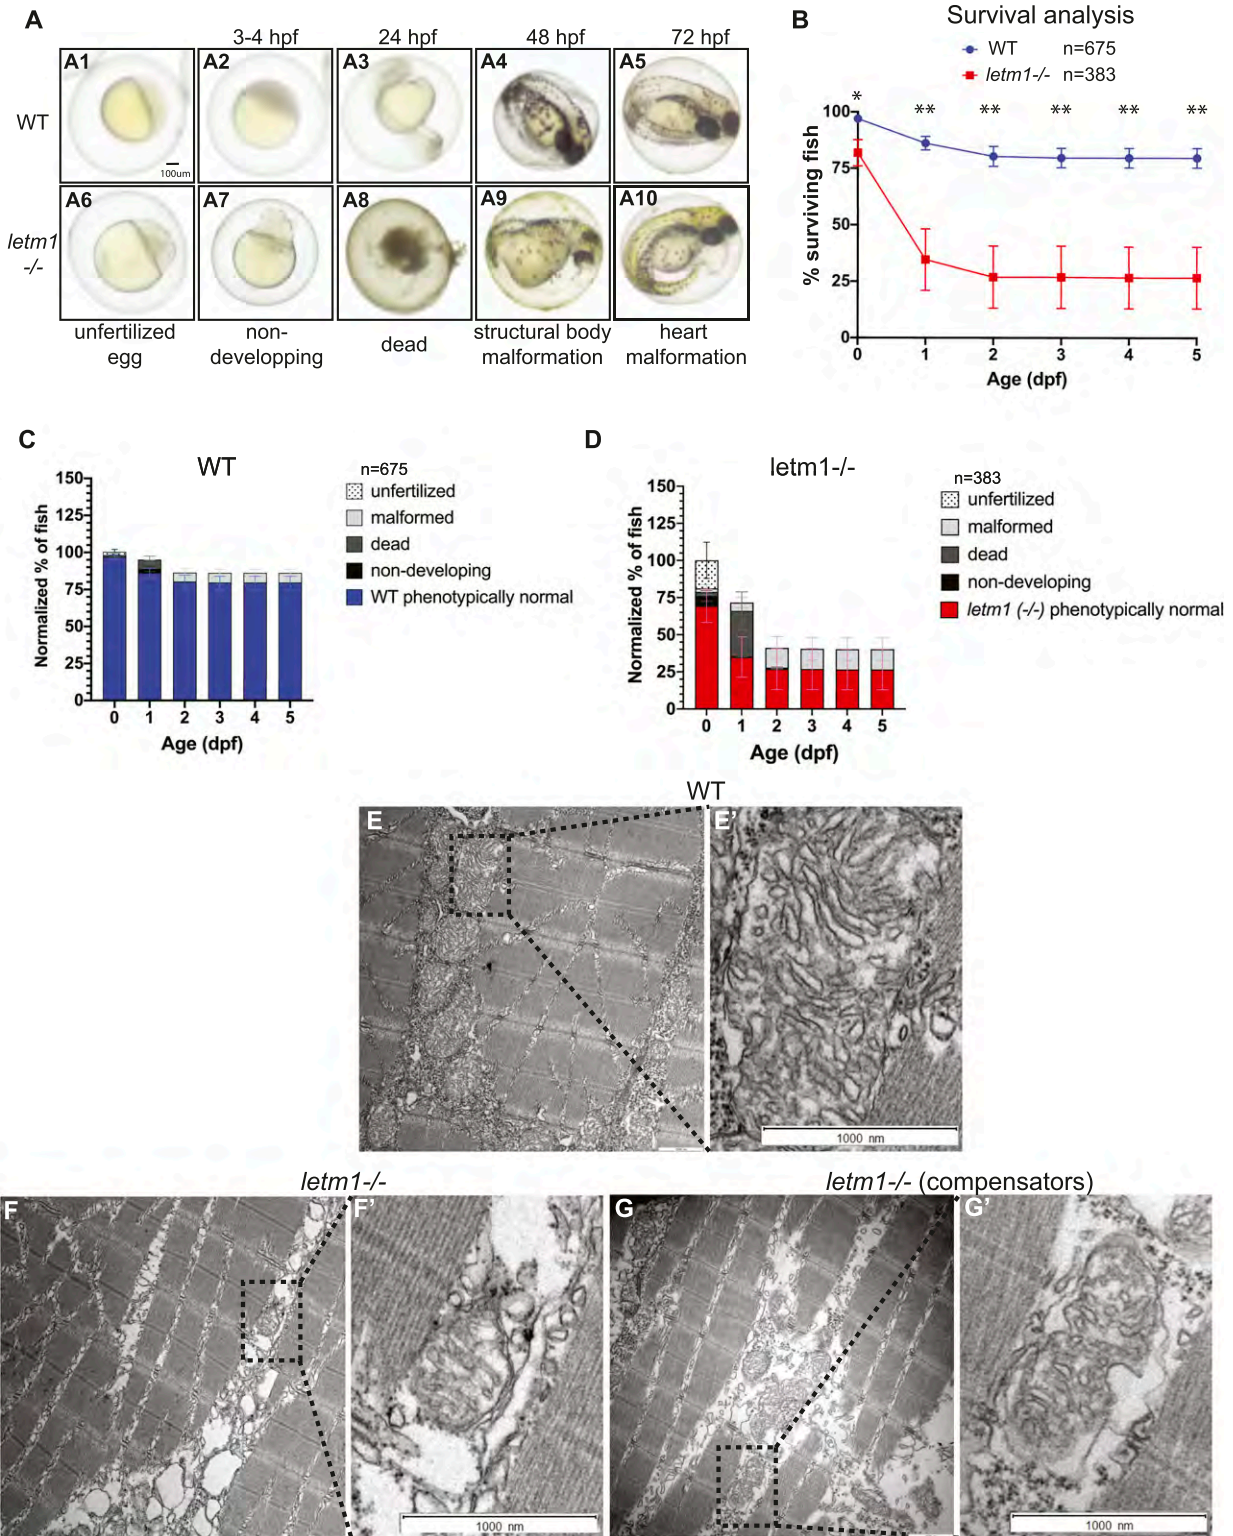 A
3-4 hpf 24 hpf 48 hpf 72 hpf
A1 A2 A3 A4 A5
WT
100um
A6 A7 A8 A9 A10
letm1
-/-
unfertilized
egg
non-
developping
dead
structural body
malformation
heart
malformation
B
Survival analysis
WT n=675
letm1-/- n=383
* ** ** ** ** **
% surviving fish
100
75
50
25
0
0 1 2 3 4 5
Age (dpf)
C
WT
n=675
unfertilized
malformed
dead
non-developing
WT phenotypically normal
Normalized % of fish
150
125
100
75
50
25
0
0 1 2 3 4 5
Age (dpf)
D
letm1-/-
n=383
unfertilized
malformed
dead
non-developing
letm1 (-/-) phenotypically normal
Normalized % of fish
150
125
100
75
50
25
0
0 1 2 3 4 5
Age (dpf)
WT
E E'
1000 nm
letm1-/-
F F'
1000 nm
letm1-/- (compensators)
G G'
1000 nm